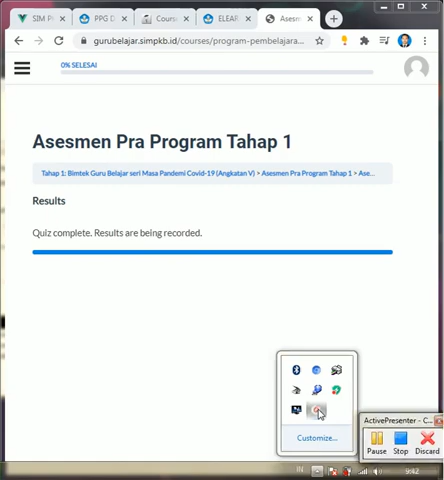 SIM P
PPG D
Course
ELEAR
Asesm
gurubelajar.simpkb.id/courses/program-pembelajara...
0% SELESAI
Asesmen Pra Program Tahap 1
Tahap 1: Bimtek Guru Belajar seri Masa Pandemi Covid-19 (Angkatan V) > Asesmen Pra Program Tahap 1 > Ase...
Results
Quiz complete. Results are being recorded.
Customize...
ActivePresenter - C...
Pause Stop Discard
IN
9:42